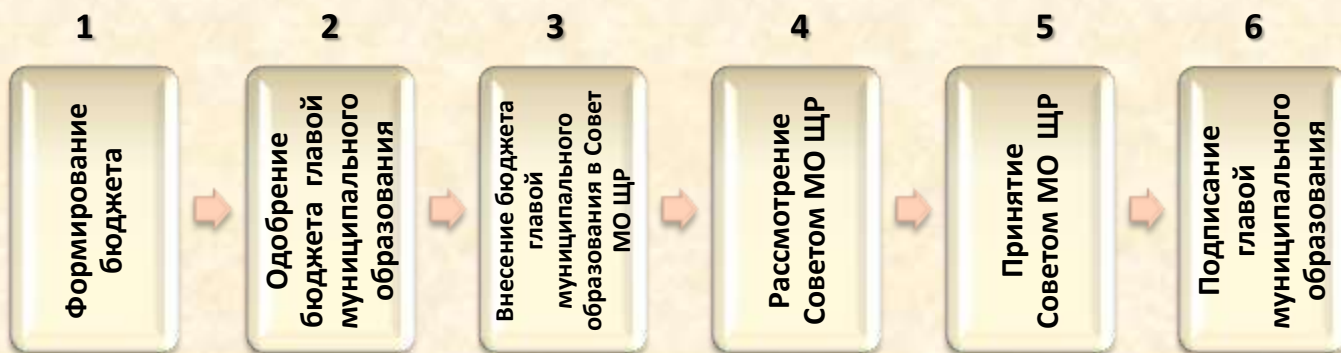 1
2
3
4
5
6
Формирование
бюджета
Одобрение
бюджета главой
муниципального
образования
Внесение бюджета
главой
муниципального
образования в Совет
МО ЩР
Рассмотрение
Советом МО ЩР
Принятие
Советом МО ЩР
Подписание
главой
муниципального
образования